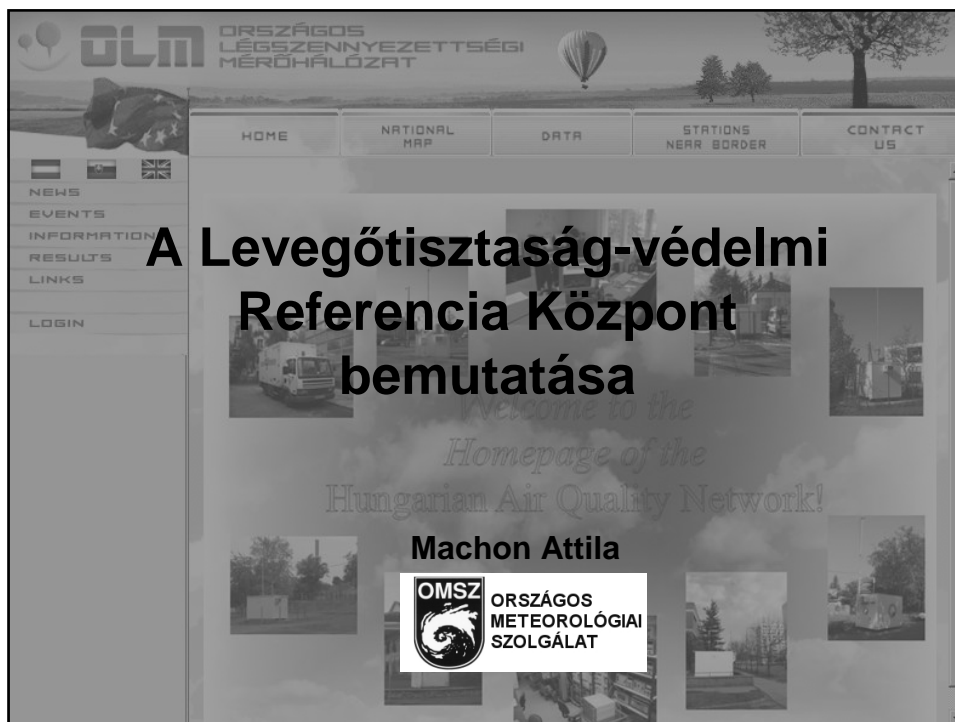 OLM
ORSZÁGOS
LÉGSZENNYEZETTSÉGI
MÉRŐHÁLÓZAT
HOME
NATIONAL
MAP
DATA
STATIONS
NEAR BORDER
CONTACT
US
NEWS
EVENTS
INFORMATION
RESULTS
LINKS
LOGIN
A Levegőtisztaság-védelmi
Referencia Központ
bemutatása
Welcome to the
Homepage of the
Hungarian Air Quality Network!
Machon Attila
OMSZ
ORSZÁGOS
METEOROLÓGIAI
SZOLGÁLAT